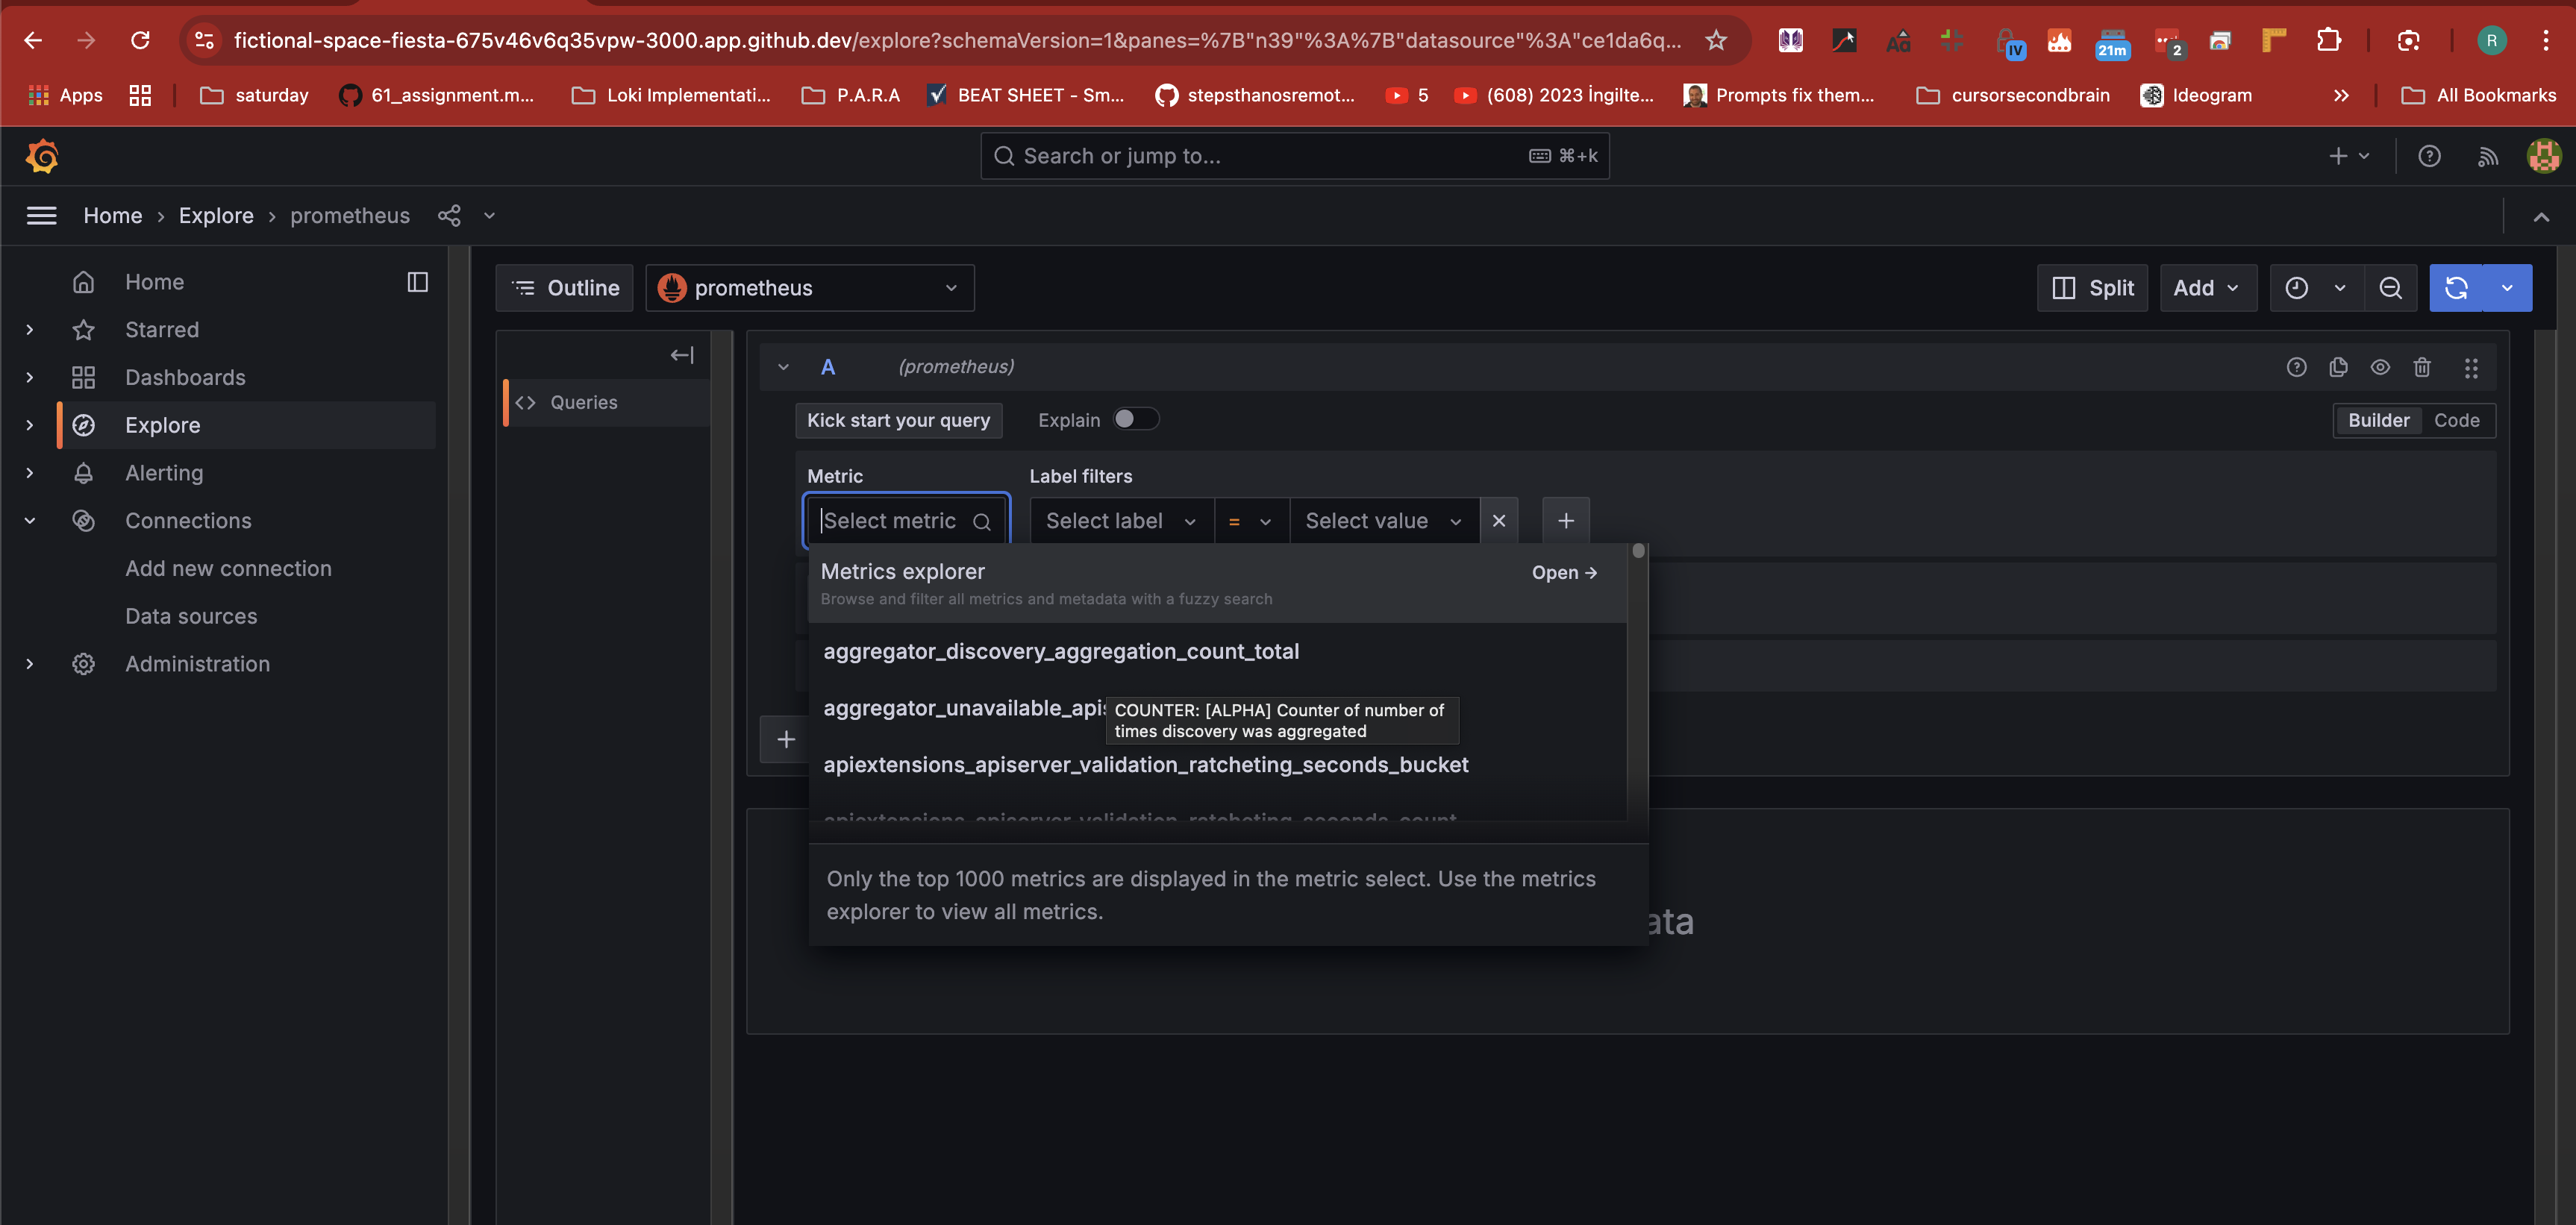 fictional-space-fiesta-675v46v6q35vpw-3000.app.github.dev/explore?schemaVersion=1&panes=%7B"n39"%3A%7B"datasource"%3A"ce1da6q...
IV
21m
2
R
Apps
saturday
61_assignment.m...
Loki Implementati...
P.A.R.A
BEAT SHEET - Sm...
stepsthanosremot...
5
(608) 2023 İngilte...
Prompts fix them...
cursorsecondbrain
Ideogram
All Bookmarks
Search or jump to...
⌘+k
Home › Explore › prometheus
Home
Starred
Dashboards
Explore
Alerting
Connections
Add new connection
Data sources
Administration
Outline
prometheus
Split
Add
Queries
A (prometheus)
Kick start your query
Explain
Builder
Code
Metric
Label filters
Select metric
Select label
=
Select value
Metrics explorer
Open →
Browse and filter all metrics and metadata with a fuzzy search
aggregator_discovery_aggregation_count_total
aggregator_unavailable_apis
COUNTER: [ALPHA] Counter of number of
times discovery was aggregated
apiextensions_apiserver_validation_ratcheting_seconds_bucket
apiextensions_apiserver_validation_ratcheting_seconds_count
Only the top 1000 metrics are displayed in the metric select. Use the metrics
explorer to view all metrics.
ata